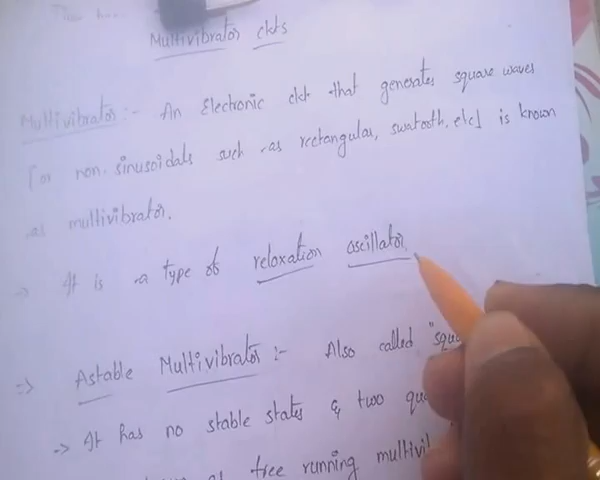 Multivibrator ckts
Multivibrator:- An Electronic ckt that generates square waves
[or non-sinusoidals such as rectangular, swatooth, etc] is known
as multivibrator.
→ It is a type of reloxation oscillator.
=> Astable Multivibrator :- Also called "squ
→ It has no stable states & two qu
free running multivi